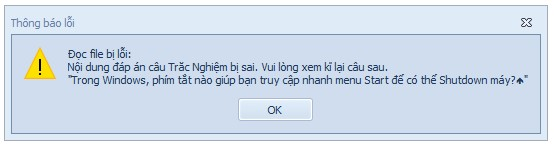 Thông báo lỗi
Đọc file bị lỗi:
Nội dung đáp án câu Trắc Nghiệm bị sai. Vui lòng xem kĩ lại câu sau.
"Trong Windows, phím tắt nào giúp bạn truy cập nhanh menu Start để có thể Shutdown máy?♠"
OK